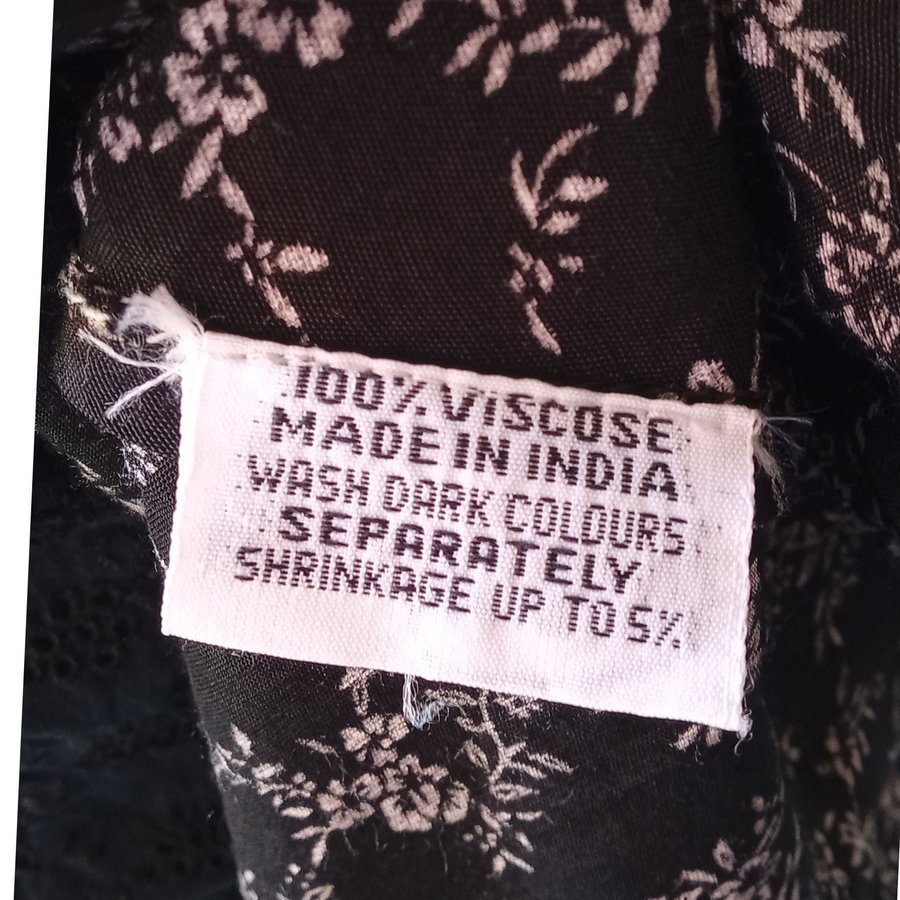 100% VISCOSE
MADE IN INDIA
WASH DARK COLOURS
SEPARATELY
SHRINKAGE UP TO 5%